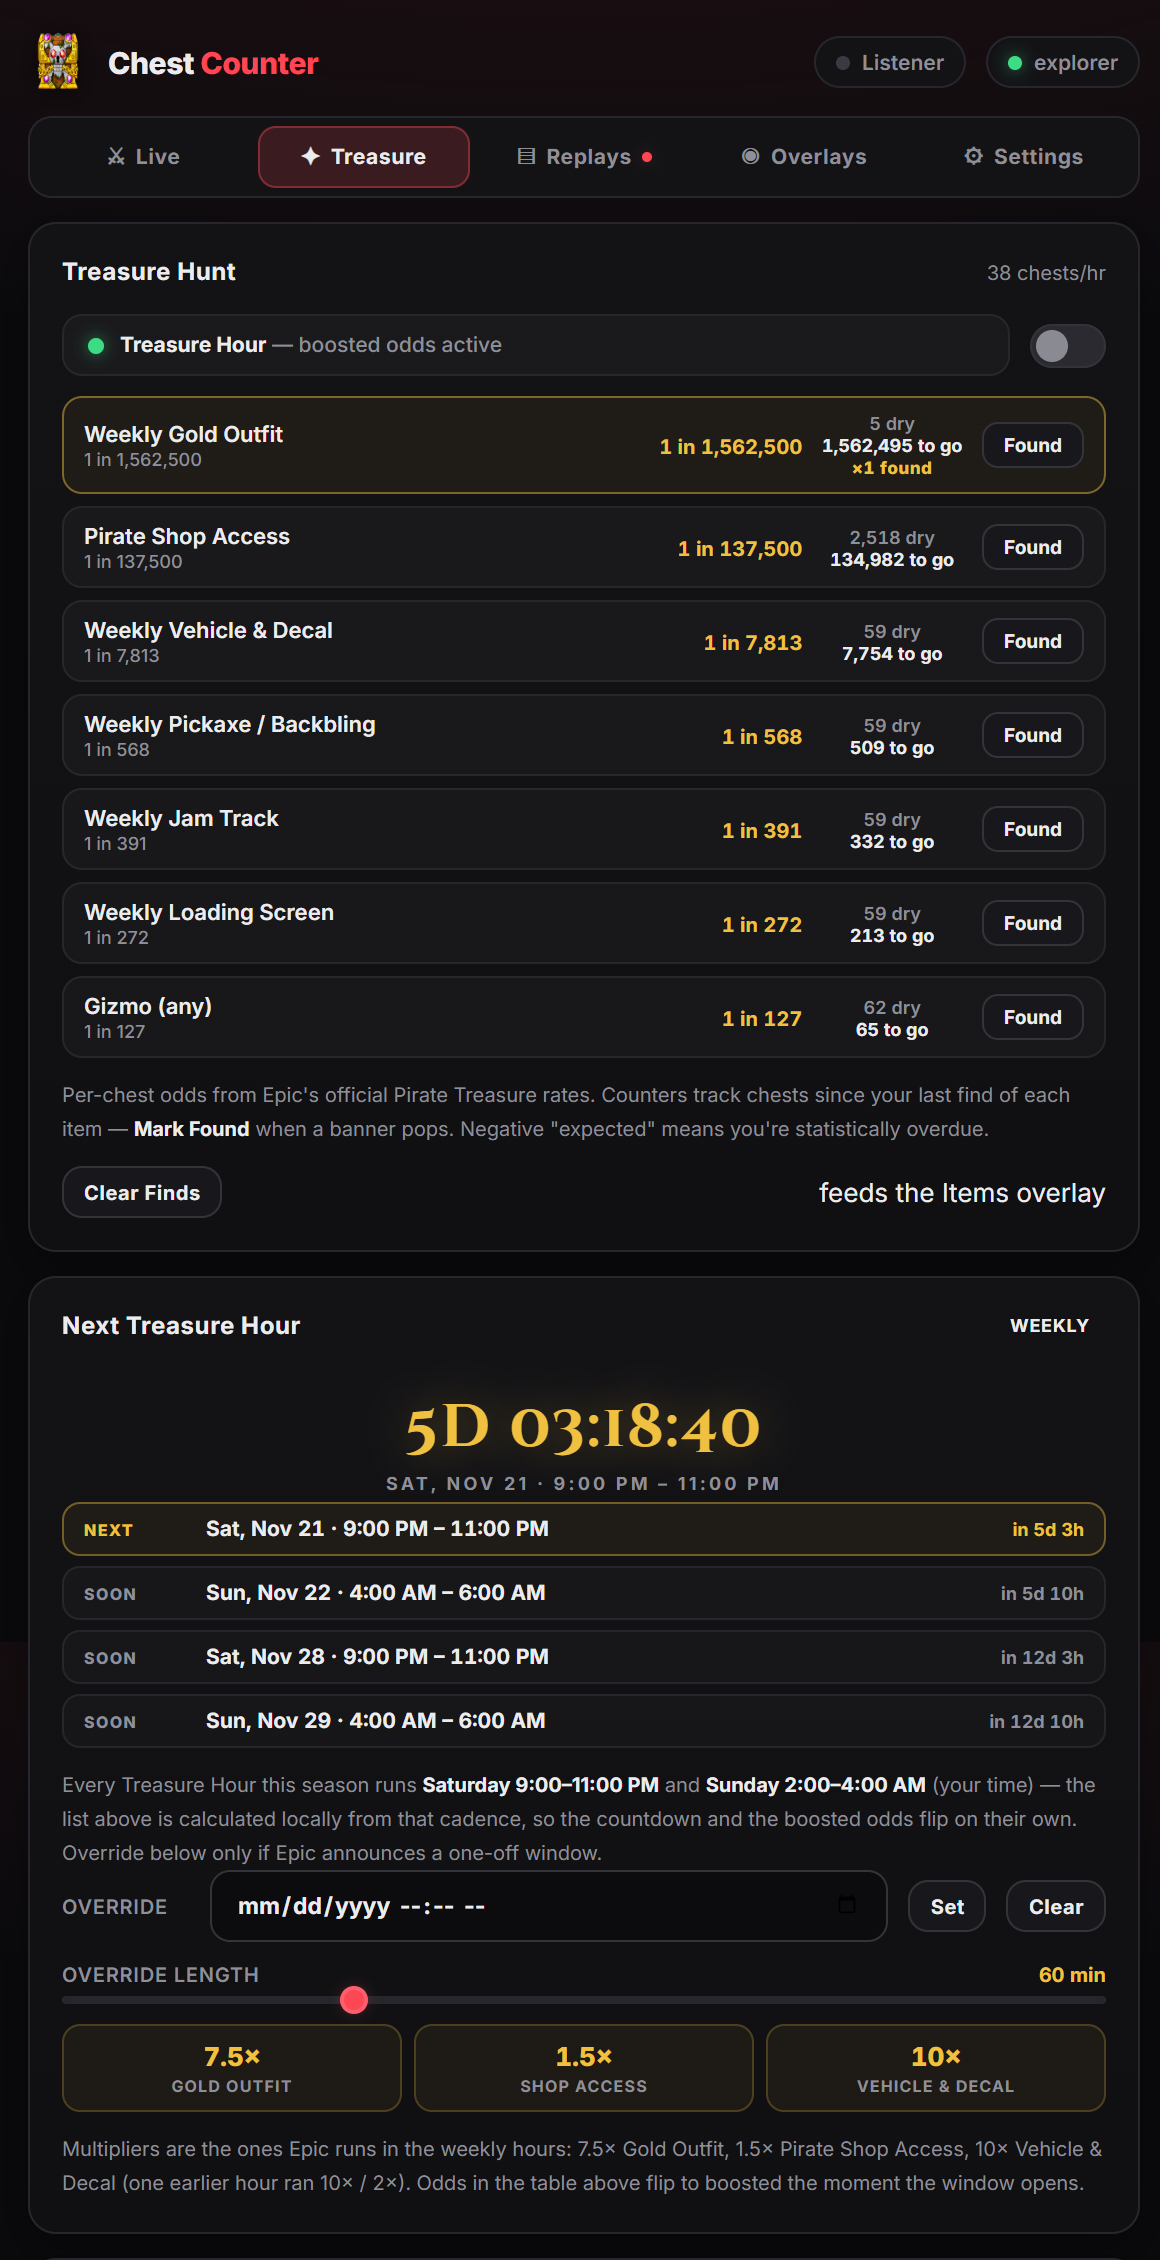 Chest Counter
Listener
explorer
Live
Treasure
Replays
Overlays
Settings
Treasure Hunt
38 chests/hr
Treasure Hour — boosted odds active
Weekly Gold Outfit
1 in 1,562,500
1 in 1,562,500
5 dry
1,562,495 to go
×1 found
Found
Pirate Shop Access
1 in 137,500
1 in 137,500
2,518 dry
134,982 to go
Found
Weekly Vehicle & Decal
1 in 7,813
1 in 7,813
59 dry
7,754 to go
Found
Weekly Pickaxe / Backbling
1 in 568
1 in 568
59 dry
509 to go
Found
Weekly Jam Track
1 in 391
1 in 391
59 dry
332 to go
Found
Weekly Loading Screen
1 in 272
1 in 272
59 dry
213 to go
Found
Gizmo (any)
1 in 127
1 in 127
62 dry
65 to go
Found
Per-chest odds from Epic's official Pirate Treasure rates. Counters track chests since your last find of each
item — Mark Found when a banner pops. Negative "expected" means you're statistically overdue.
Clear Finds
feeds the Items overlay
Next Treasure Hour
WEEKLY
5D 03:18:40
SAT, NOV 21 · 9:00 PM – 11:00 PM
NEXT
Sat, Nov 21 · 9:00 PM – 11:00 PM
in 5d 3h
SOON
Sun, Nov 22 · 4:00 AM – 6:00 AM
in 5d 10h
SOON
Sat, Nov 28 · 9:00 PM – 11:00 PM
in 12d 3h
SOON
Sun, Nov 29 · 4:00 AM – 6:00 AM
in 12d 10h
Every Treasure Hour this season runs Saturday 9:00–11:00 PM and Sunday 2:00–4:00 AM (your time) — the
list above is calculated locally from that cadence, so the countdown and the boosted odds flip on their own.
Override below only if Epic announces a one-off window.
OVERRIDE
mm/dd/yyyy --:-- --
Set
Clear
OVERRIDE LENGTH
60 min
7.5×
GOLD OUTFIT
1.5×
SHOP ACCESS
10×
VEHICLE & DECAL
Multipliers are the ones Epic runs in the weekly hours: 7.5× Gold Outfit, 1.5× Pirate Shop Access, 10× Vehicle &
Decal (one earlier hour ran 10× / 2×). Odds in the table above flip to boosted the moment the window opens.